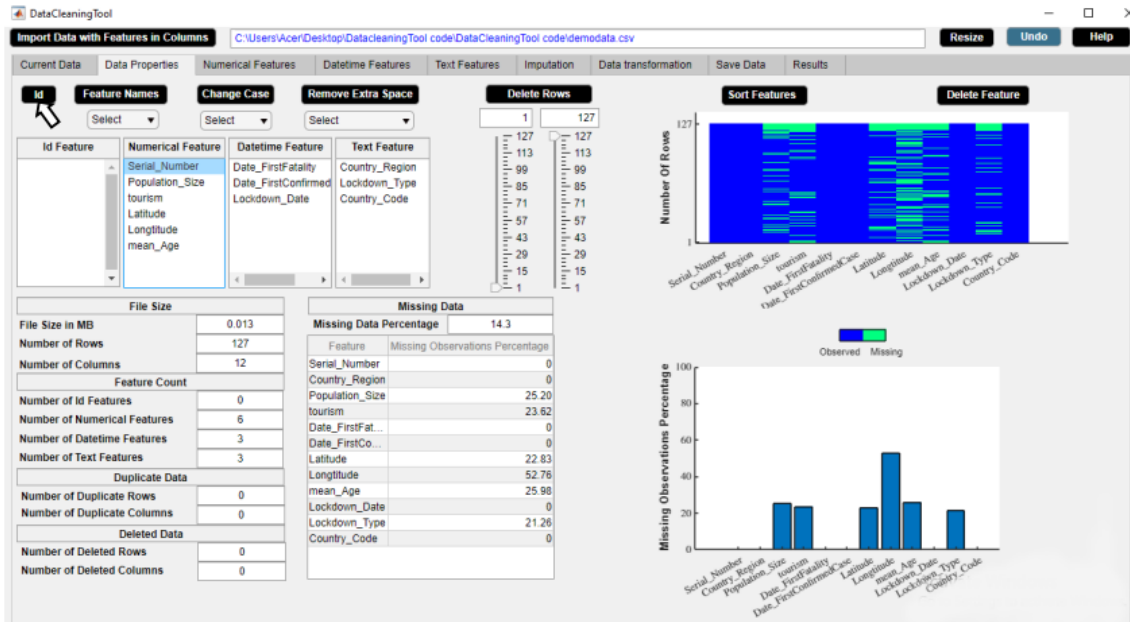 DataCleaningTool
Import Data with Features in Columns C:\Users\Acer\Desktop\DatacleaningTool code\DataCleaningTool code\demodata.csv Resize Undo Help
Current Data Data Properties Numerical Features Datetime Features Text Features Imputation Data transformation Save Data Results
Id Feature Names Change Case Remove Extra Space Delete Rows Sort Features Delete Feature
Select Select Select 1 127
Id Feature Numerical Feature Datetime Feature Text Feature
Serial_Number Date_FirstFatality Country_Region
Population_Size Date_FirstConfirmed Lockdown_Type
tourism Lockdown_Date Country_Code
Latitude
Longtitude
mean_Age
127 127
113 113
99 99
85 85
71 71
57 57
43 43
29 29
15 15
1 1
Number Of Rows
127
1
Serial_Number Country_Region Population_Size tourism Date_FirstFatality Date_FirstConfirmedCase Latitude Longtitude mean_Age Lockdown_Date Lockdown_Type Country_Code
Observed Missing
File Size
File Size in MB 0.013
Number of Rows 127
Number of Columns 12
Feature Count
Number of Id Features 0
Number of Numerical Features 6
Number of Datetime Features 3
Number of Text Features 3
Duplicate Data
Number of Duplicate Rows 0
Number of Duplicate Columns 0
Deleted Data
Number of Deleted Rows 0
Number of Deleted Columns 0
Missing Data
Missing Data Percentage 14.3
Feature Missing Observations Percentage
Serial_Number 0
Country_Region 0
Population_Size 25.20
tourism 23.62
Date_FirstFat... 0
Date_FirstCo... 0
Latitude 22.83
Longtitude 52.76
mean_Age 25.98
Lockdown_Date 0
Lockdown_Type 21.26
Country_Code 0
Missing Observations Percentage
100
80
60
40
20
0
Serial_Number Country_Region Population_Size tourism Date_FirstFatality Date_FirstConfirmedCase Latitude Longtitude mean_Age Lockdown_Date Lockdown_Type Country_Code